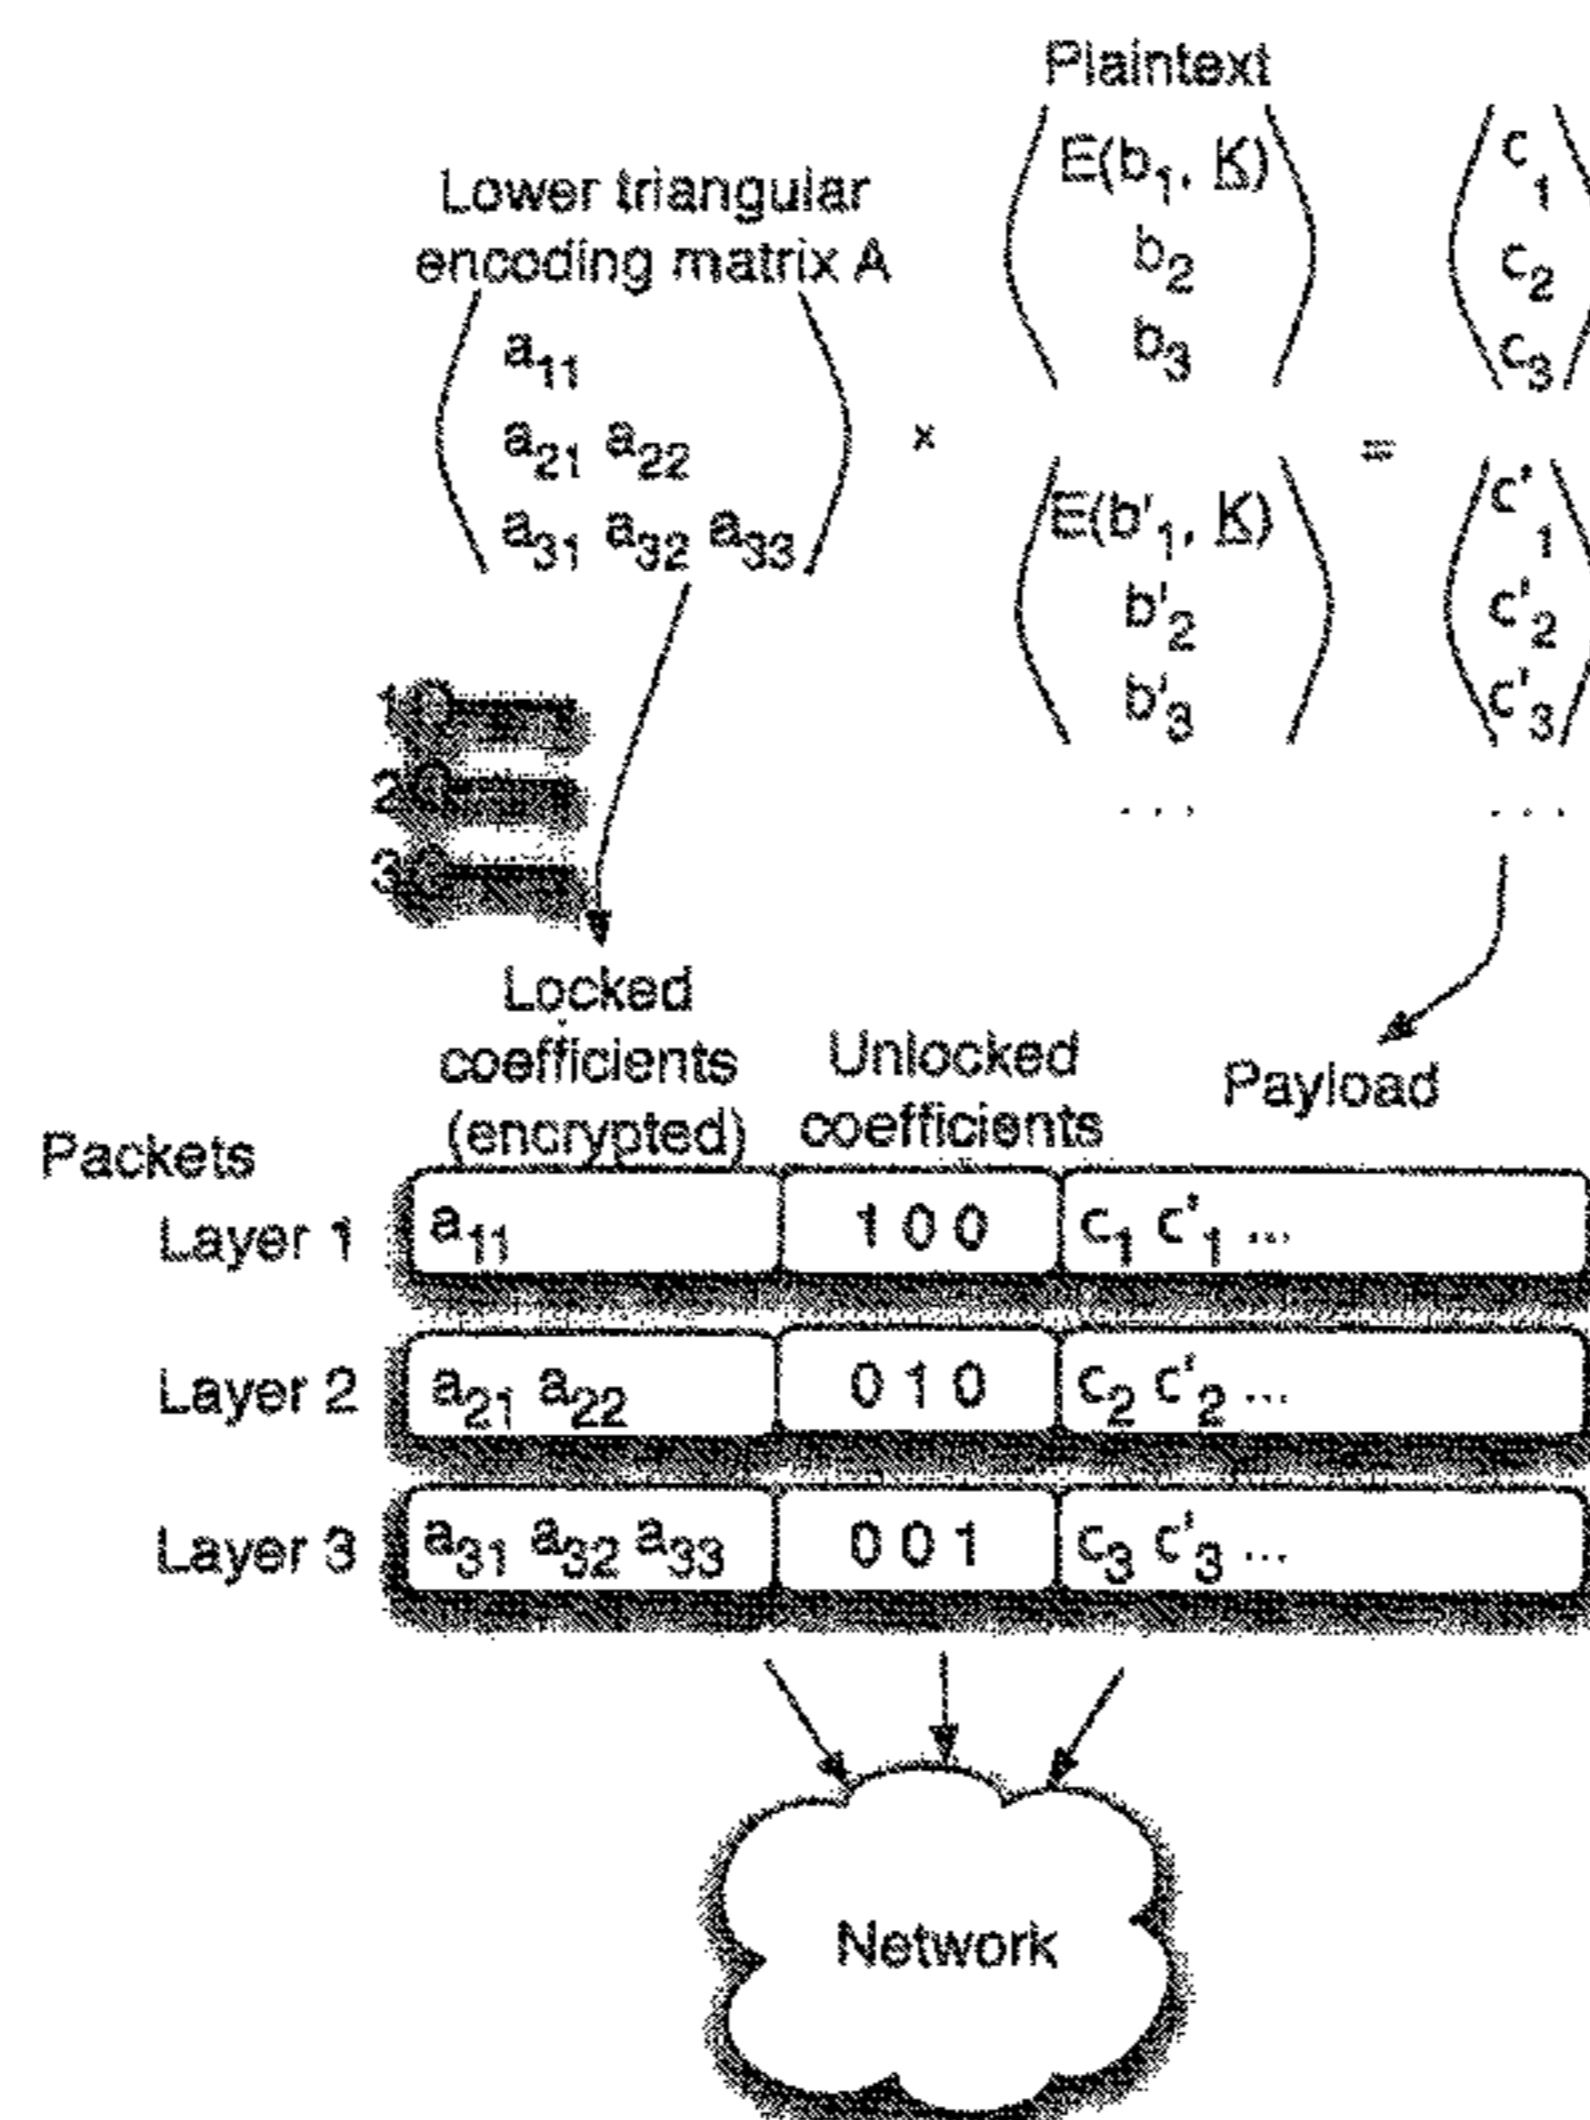 Plaintext
E(b1, K)
b2
b3
c1
c2
c3
Lower triangular
encoding matrix A
a11
a21 a22
a31 a32 a33
×
=
E(b'1, K)
b'2
b'3
...
c'1
c'2
c'3
...
1
2
3
Locked
coefficients
(encrypted)
Unlocked
coefficients
Payload
Packets
Layer 1 a11 1 0 0 c1 c'1 ...
Layer 2 a21 a22 0 1 0 c2 c'2 ...
Layer 3 a31 a32 a33 0 0 1 c3 c'3 ...
Network